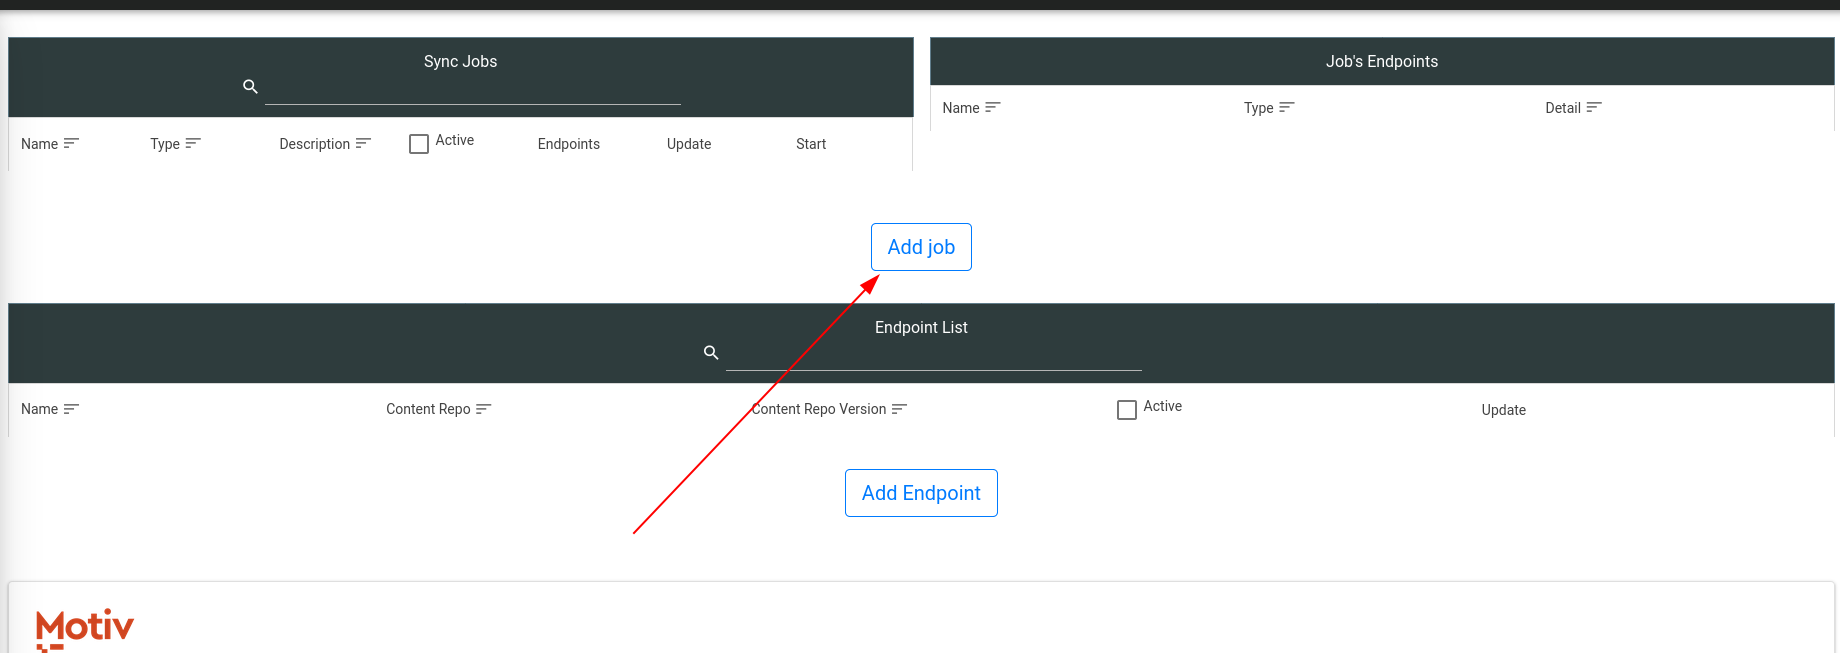 Sync Jobs
Name Type Description Active Endpoints Update Start
Job's Endpoints
Name Type Detail
Add job
Endpoint List
Name Content Repo Content Repo Version Active Update
Add Endpoint
Motiv